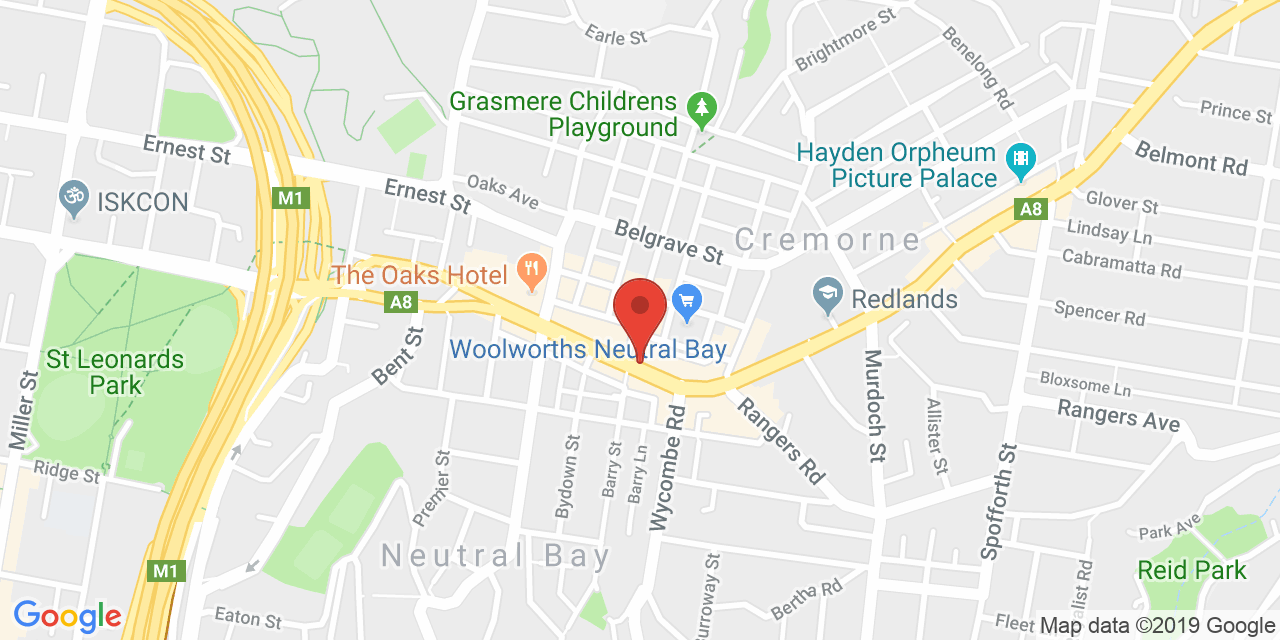 Earle St
Brightmore St
Benelong Rd
Grasmere Childrens
Playground
Prince St
Ernest St
Hayden Orpheum
Picture Palace
Belmont Rd
M1
ISKCON
Ernest St
Oaks Ave
A8
Glover St
Belgrave St
Cremorne
Lindsay Ln
Cabramatta Rd
The Oaks Hotel
A8
Redlands
Spencer Rd
Woolworths Neutral Bay
St Leonards
Park
Bent St
Miller St
Murdoch St
Bloxsome Ln
Rangers Ave
Allister St
Rangers Rd
Wycombe Rd
Ridge St
Premier St
Bydown St
Barry St
Barry Ln
Spofforth St
Park Ave
Neutral Bay
M1
Reid Park
Bertha Rd
Eaton St
Fleet
Google
Map data ©2019 Google